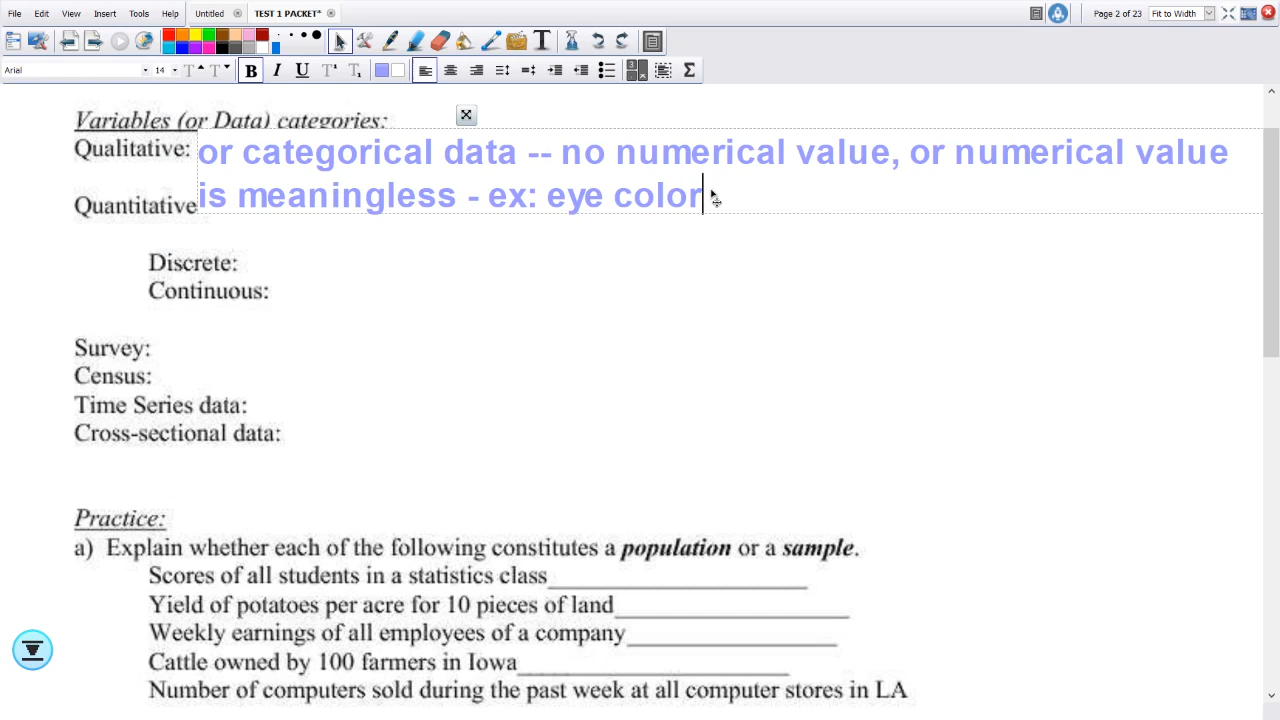 File Edit View Insert Tools Help Untitled TEST 1 PACKET* Page 2 of 23 Fit to Width
Arial 14 B I U
Variables (or Data) categories:
Qualitative: or categorical data -- no numerical value, or numerical value
is meaningless - ex: eye color
Quantitative
Discrete:
Continuous:
Survey:
Census:
Time Series data:
Cross-sectional data:
Practice:
a) Explain whether each of the following constitutes a population or a sample.
Scores of all students in a statistics class
Yield of potatoes per acre for 10 pieces of land
Weekly earnings of all employees of a company
Cattle owned by 100 farmers in Iowa
Number of computers sold during the past week at all computer stores in LA